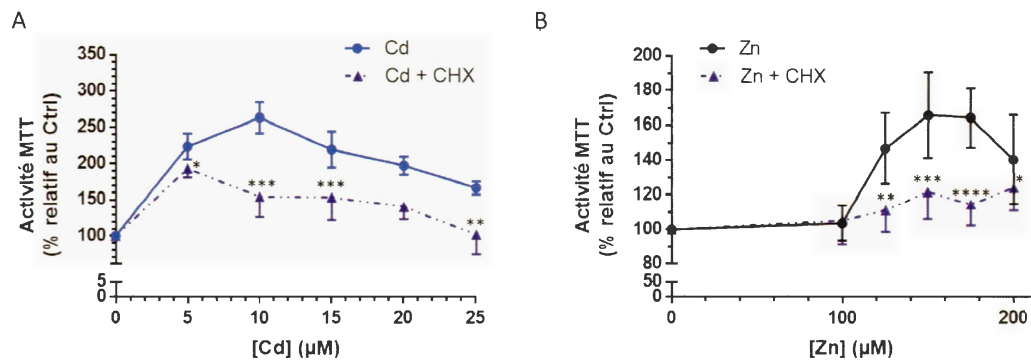 A
Activité MTT
(% relatif au Ctrl)
350
300
250
200
150
100
5
0
Cd
Cd + CHX
*
***
***
**
0
5
10
15
20
25
[Cd] (µM)
B
Activité MTT
(% relatif au Ctrl)
200
180
160
140
120
100
80
50
0
Zn
Zn + CHX
**
***
****
*
0
100
200
[Zn] (µM)